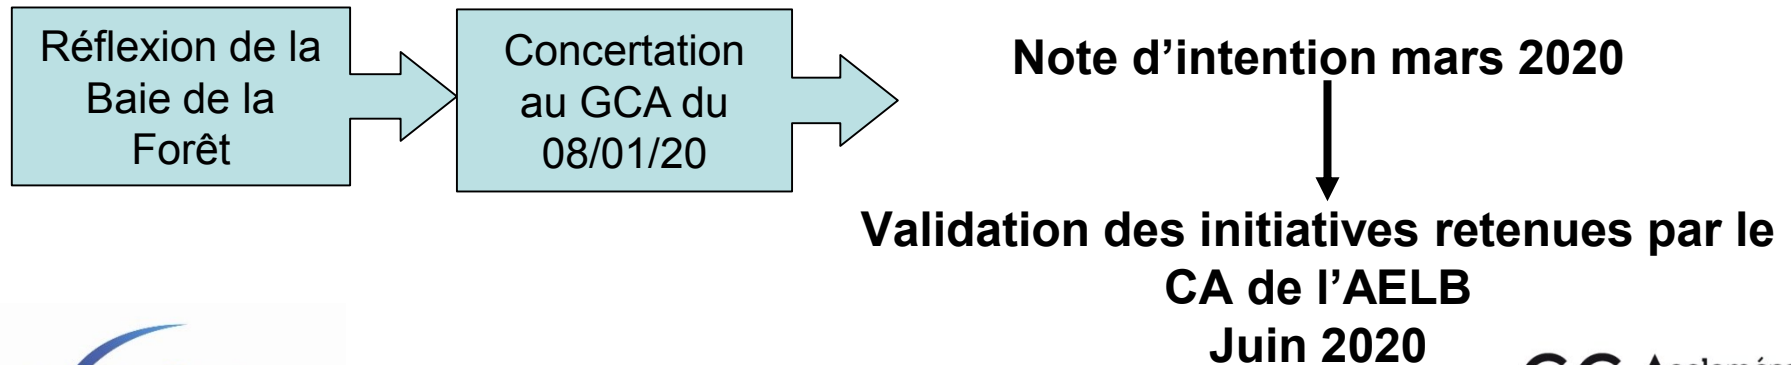 Réflexion de la
Baie de la
Forêt
Concertation
au GCA du
08/01/20
Note d’intention mars 2020
Validation des initiatives retenues par le
CA de l’AELB
Juin 2020